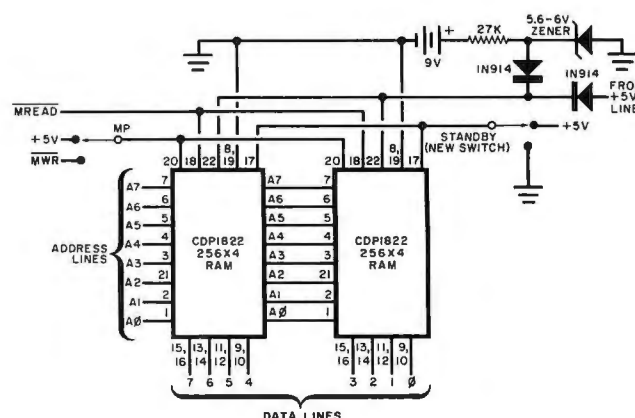 5.6-6V
27K
ZENER
+
9V
1N914
1N914
FRO
+5V
LINE
MREAD
+5V
MP
STANDBY
(NEW SWITCH)
+5V
MWR
20 18 22 8, 19 17
20 18 22 8, 19 17
A7 7 A7 7
A6 6 A6 6
A5 5 A5 5
A4 4 A4 4
A3 3 A3 3
A2 21 A2 21
A1 2 A1 2
AØ 1 AØ 1
ADDRESS
LINES
CDP1822
256X4
RAM
CDP1822
256X4
RAM
15, 13, 11, 9,
16 14 12 10
7 6 5 4
15, 13, 11, 9,
16 14 12 10
3 2 1 Ø
DATA LINES